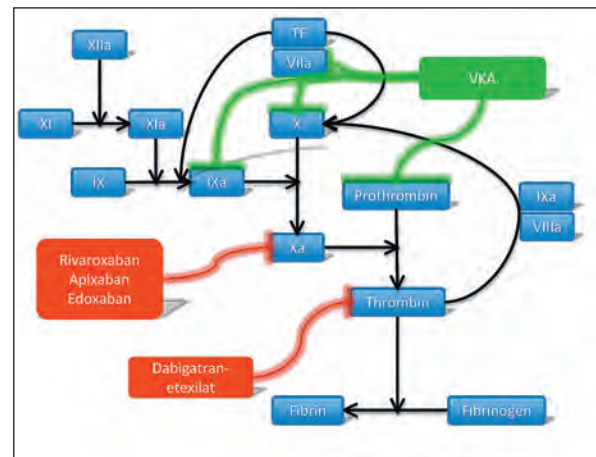 XIIa
TF
VIIa
VKA
XI
XIa
X
IX
IXa
Prothrombin
IXa
VIIIa
Rivaroxaban
Apixaban
Edoxaban
Xa
Thrombin
Dabigatran-
etexilat
Fibrin
Fibrinogen